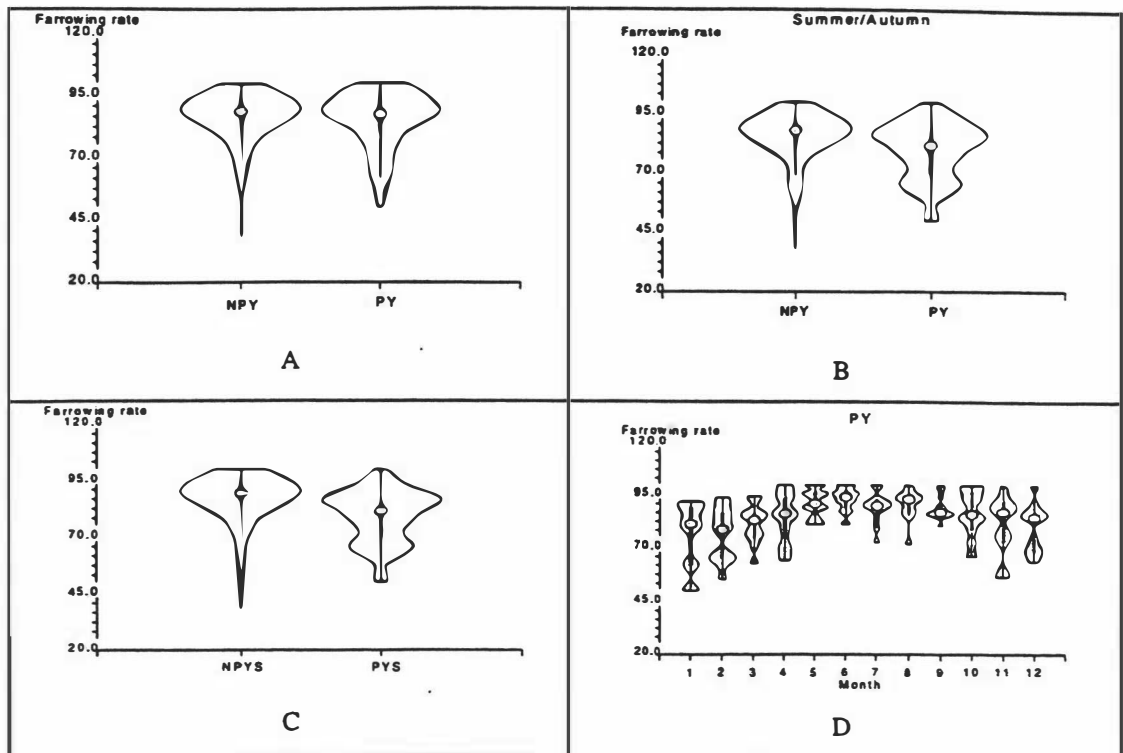 Farrowing rate
120.0
95.0
70.0
45.0
20.0
NPY PY
A
Summer/Autumn
Farrowing rate
120.0
95.0
70.0
45.0
20.0
NPY PY
B
Farrowing rate
120.0
95.0
70.0
45.0
20.0
NPYS PYS
C
PY
Farrowing rate
120.0
95.0
70.0
45.0
20.0
1 2 3 4 5 6 7 8 9 10 11 12
Month
D